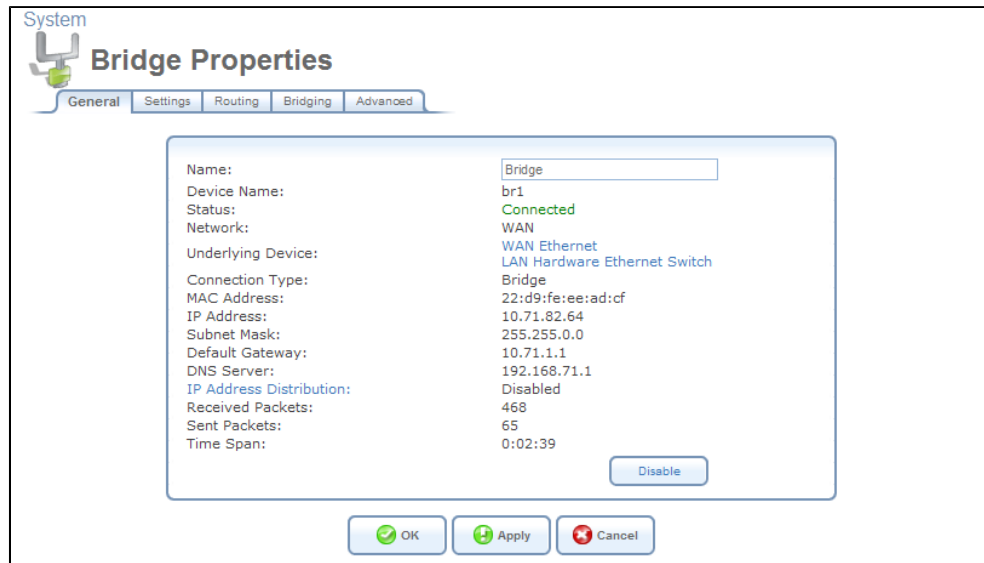 System
Bridge Properties
General Settings Routing Bridging Advanced
Name: Bridge
Device Name: br1
Status: Connected
Network: WAN
Underlying Device: WAN Ethernet
LAN Hardware Ethernet Switch
Connection Type: Bridge
MAC Address: 22:d9:fe:ee:ad:cf
IP Address: 10.71.82.64
Subnet Mask: 255.255.0.0
Default Gateway: 10.71.1.1
DNS Server: 192.168.71.1
IP Address Distribution: Disabled
Received Packets: 468
Sent Packets: 65
Time Span: 0:02:39
Disable
OK Apply Cancel